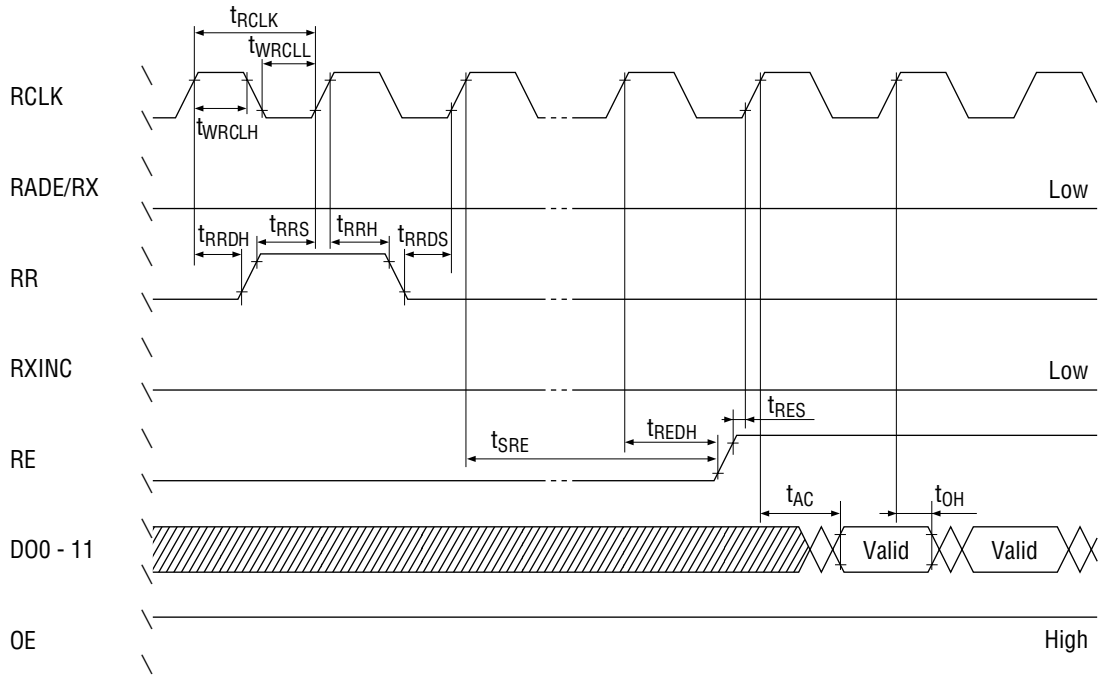 tRCLK
tWRCLL
RCLK
tWRCLH
RADE/RX
Low
tRRDH
tRRS
tRRH
tRRDS
RR
RXINC
Low
tRES
tREDH
tSRE
RE
tAC
tOH
DO0 - 11
Valid
Valid
OE
High